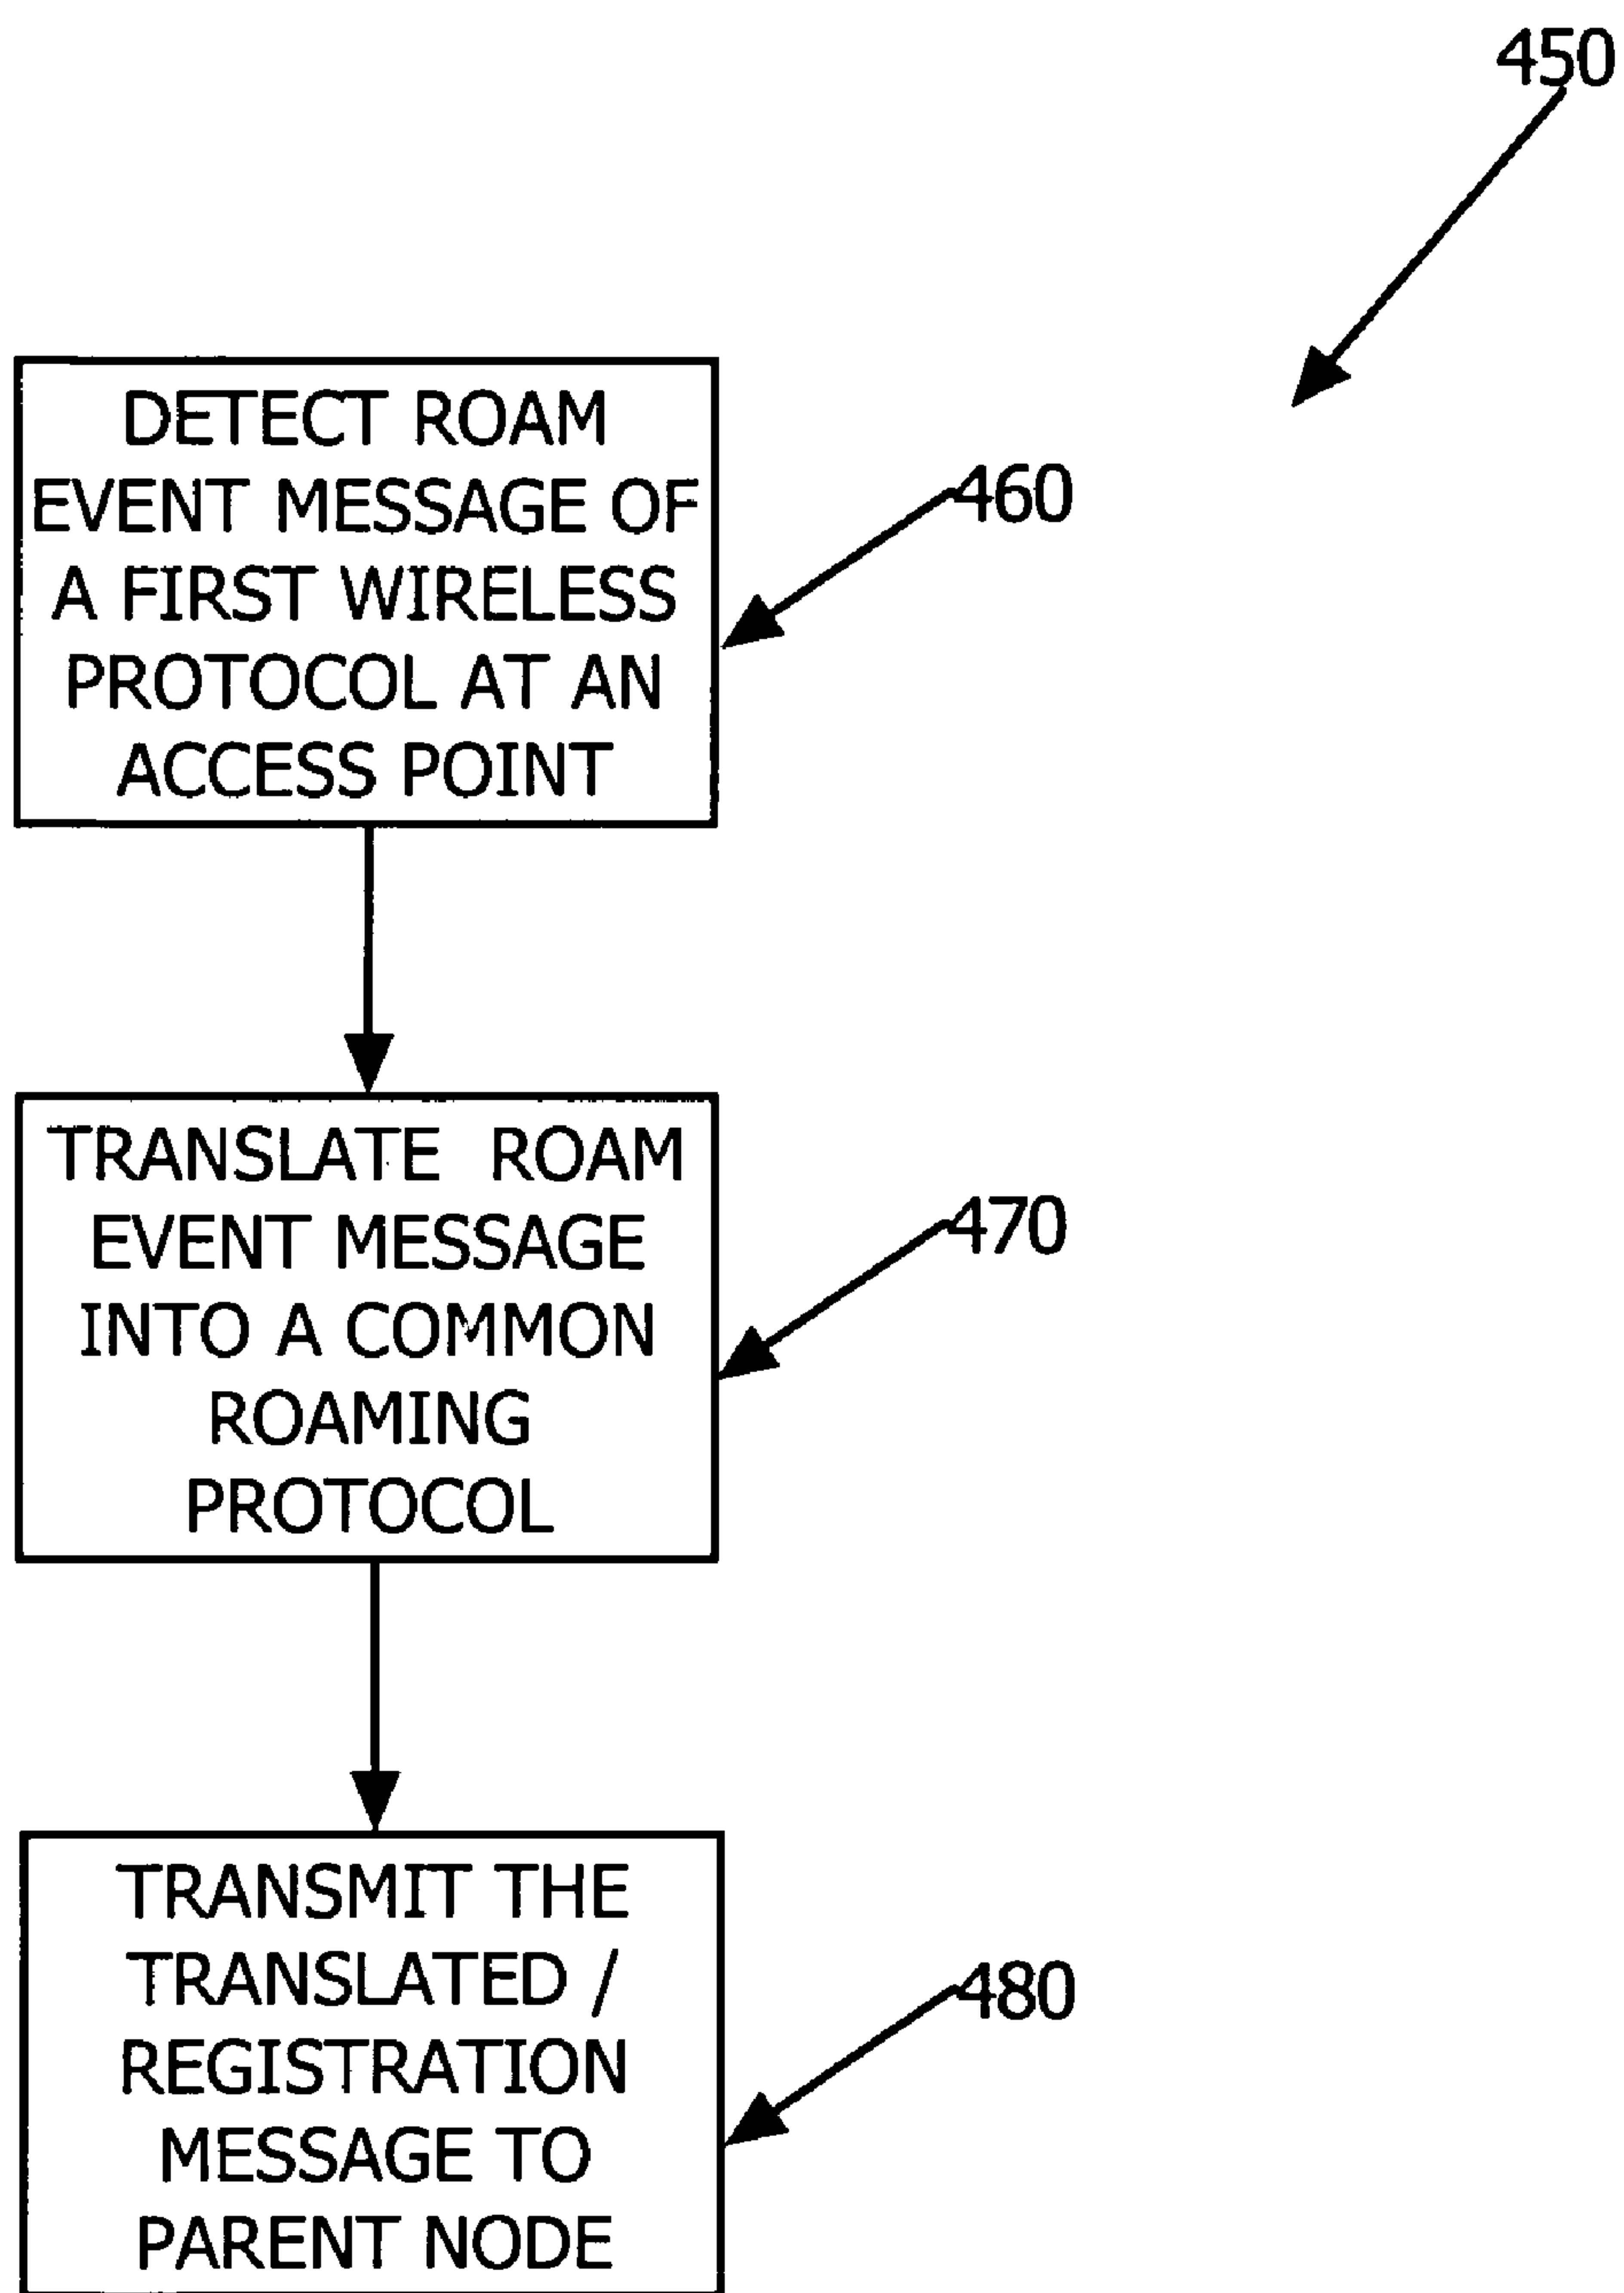 450
DETECT ROAM
EVENT MESSAGE OF
A FIRST WIRELESS
PROTOCOL AT AN
ACCESS POINT
460
TRANSLATE ROAM
EVENT MESSAGE
INTO A COMMON
ROAMING
PROTOCOL
470
TRANSMIT THE
TRANSLATED /
REGISTRATION
MESSAGE TO
PARENT NODE
480